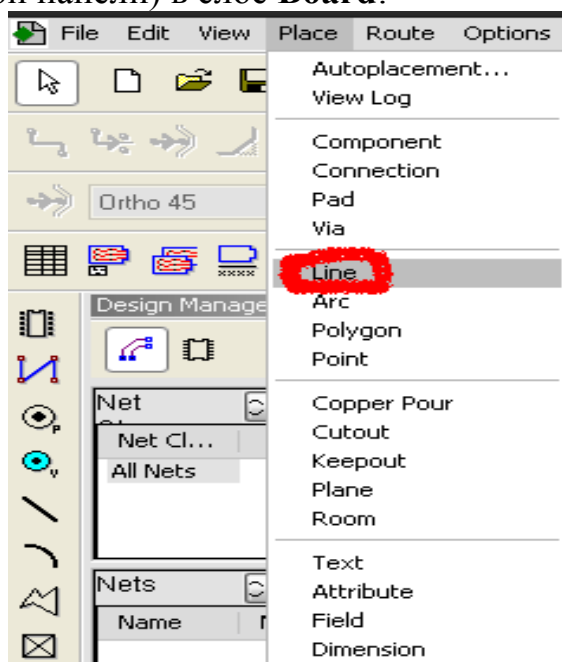 панели) в слое Board.
File Edit View Place Route Options
Autoplacement...
View Log
Component
Connection
Ortho 45
Pad
Via
Line
Design Manage
Arc
Polygon
Point
Net
Copper Pour
Net Cl...
Cutout
All Nets
Keepout
Plane
Room
Text
Nets
Attribute
Name
Field
Dimension